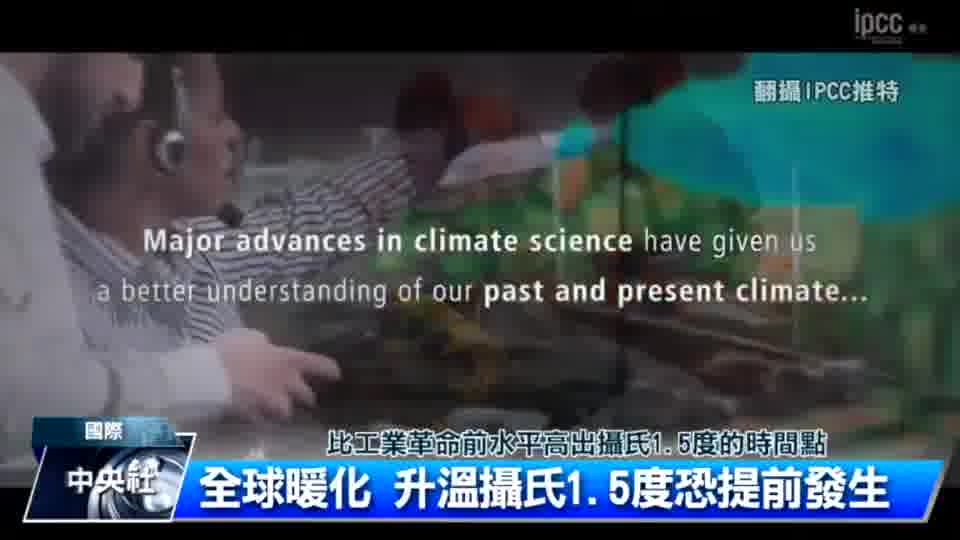 ipcc
翻攝IPCC推特
Major advances in climate science have given us
a better understanding of our past and present climate...
國際
比工業革命前水平高出攝氏1.5度的時間點
中央社
全球暖化 升溫攝氏1.5度恐提前發生